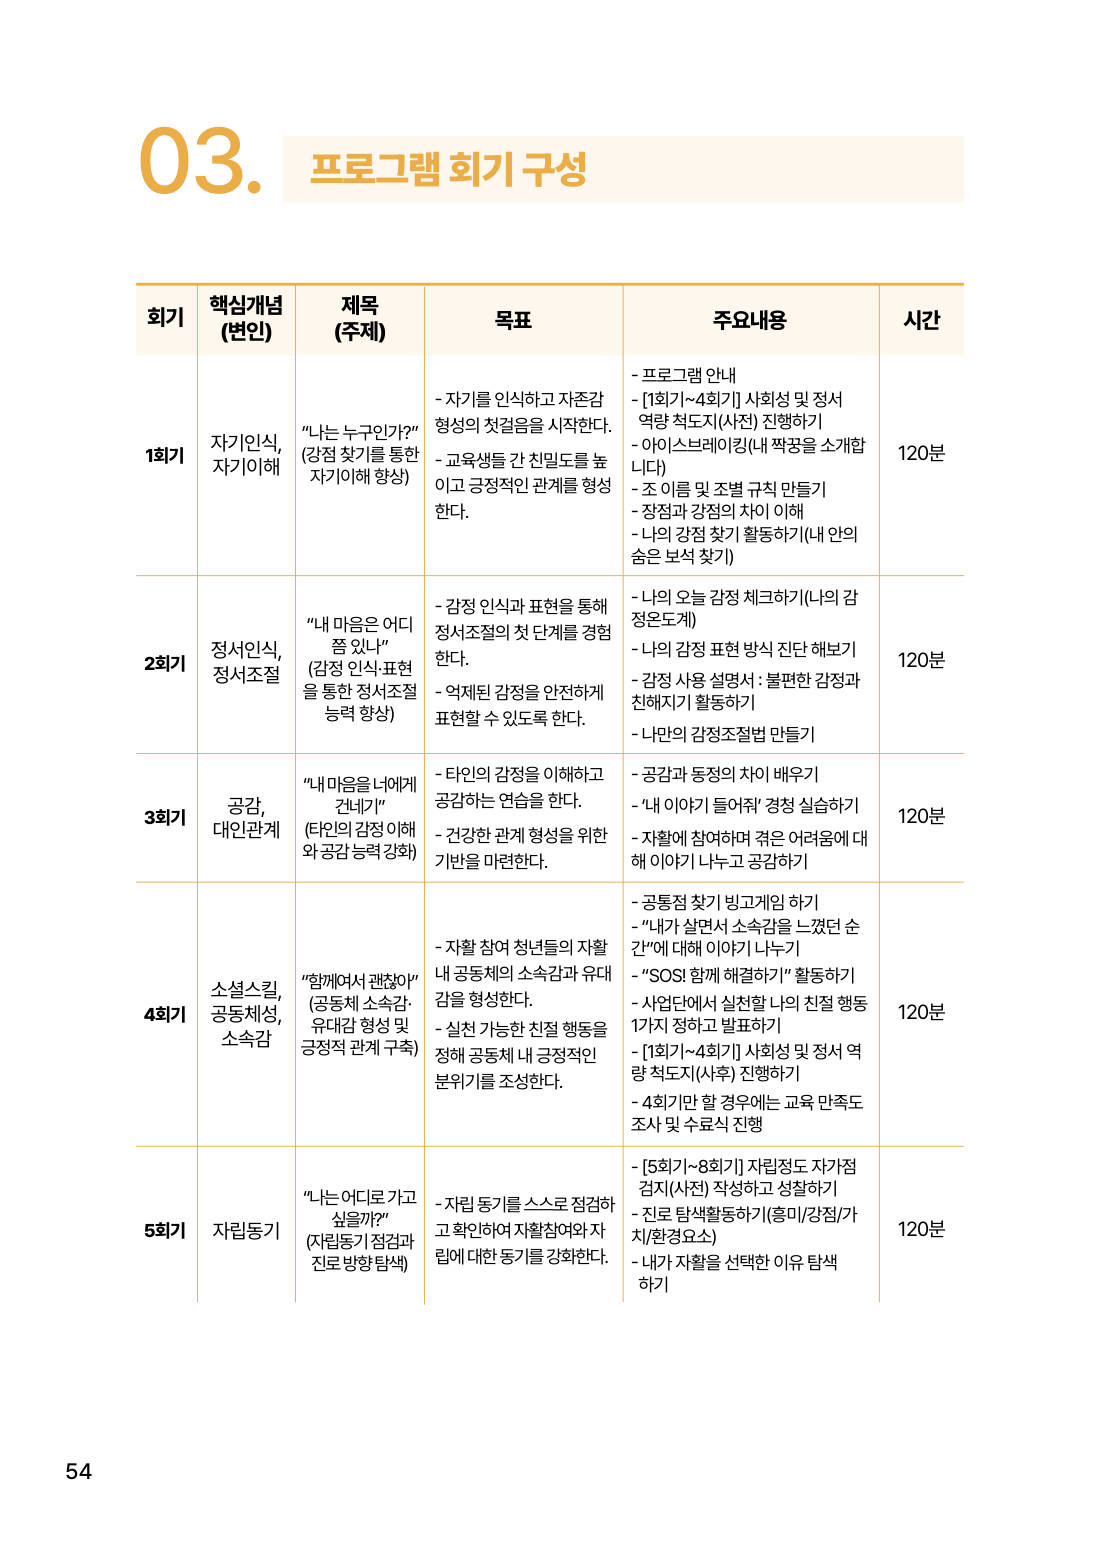 03.
프로그램 회기 구성
회기
핵심개념
(변인)
제목
(주제)
목표
주요내용
시간
1회기
자기인식,
자기이해
“나는 누구인가?”
(강점 찾기를 통한
자기이해 향상)
- 자기를 인식하고 자존감
형성의 첫걸음을 시작한다.
- 교육생들 간 친밀도를 높
이고 긍정적인 관계를 형성
한다.
- 프로그램 안내
- [1회기~4회기] 사회성 및 정서
역량 척도지(사전) 진행하기
- 아이스브레이킹(내 짝꿍을 소개합
니다)
- 조 이름 및 조별 규칙 만들기
- 장점과 강점의 차이 이해
- 나의 강점 찾기 활동하기(내 안의
숨은 보석 찾기)
120분
2회기
정서인식,
정서조절
“내 마음은 어디
쯤 있나”
(감정 인식·표현
을 통한 정서조절
능력 향상)
- 감정 인식과 표현을 통해
정서조절의 첫 단계를 경험
한다.
- 억제된 감정을 안전하게
표현할 수 있도록 한다.
- 나의 오늘 감정 체크하기(나의 감
정온도계)
- 나의 감정 표현 방식 진단 해보기
- 감정 사용 설명서 : 불편한 감정과
친해지기 활동하기
- 나만의 감정조절법 만들기
120분
3회기
공감,
대인관계
“내 마음을 너에게
건네기”
(타인의 감정 이해
와 공감 능력 강화)
- 타인의 감정을 이해하고
공감하는 연습을 한다.
- 건강한 관계 형성을 위한
기반을 마련한다.
- 공감과 동정의 차이 배우기
- ‘내 이야기 들어줘’ 경청 실습하기
- 자활에 참여하며 겪은 어려움에 대
해 이야기 나누고 공감하기
120분
4회기
소셜스킬,
공동체성,
소속감
“함께여서 괜찮아”
(공동체 소속감·
유대감 형성 및
긍정적 관계 구축)
- 자활 참여 청년들의 자활
내 공동체의 소속감과 유대
감을 형성한다.
- 실천 가능한 친절 행동을
정해 공동체 내 긍정적인
분위기를 조성한다.
- 공통점 찾기 빙고게임 하기
- “내가 살면서 소속감을 느꼈던 순
간”에 대해 이야기 나누기
- “SOS! 함께 해결하기” 활동하기
- 사업단에서 실천할 나의 친절 행동
1가지 정하고 발표하기
- [1회기~4회기] 사회성 및 정서 역
량 척도지(사후) 진행하기
- 4회기만 할 경우에는 교육 만족도
조사 및 수료식 진행
120분
5회기
자립동기
“나는 어디로 가고
싶을까?”
(자립동기 점검과
진로 방향 탐색)
- 자립 동기를 스스로 점검하
고 확인하여 자활참여와 자
립에 대한 동기를 강화한다.
- [5회기~8회기] 자립정도 자가점
검지(사전) 작성하고 성찰하기
- 진로 탐색활동하기(흥미/강점/가
치/환경요소)
- 내가 자활을 선택한 이유 탐색
하기
120분
54